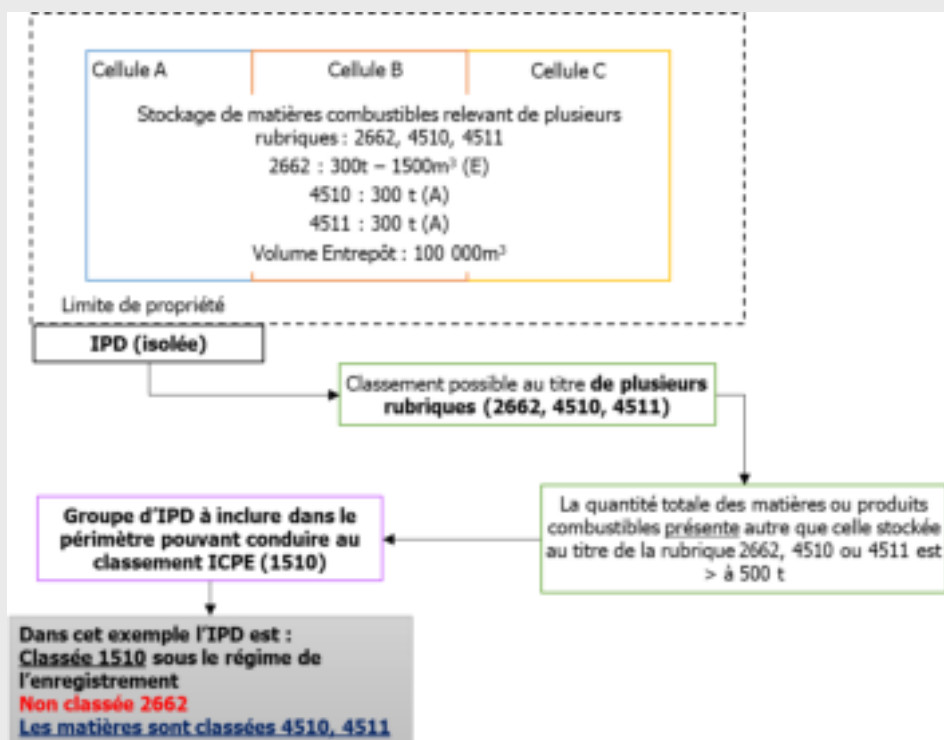 Cellule A
Cellule B
Cellule C
Stockage de matières combustibles relevant de plusieurs
rubriques : 2662, 4510, 4511
2662 : 300t – 1500m³ (E)
4510 : 300 t (A)
4511 : 300 t (A)
Volume Entrepôt : 100 000m³
Limite de propriété
IPD (isolée)
Classement possible au titre de plusieurs
rubriques (2662, 4510, 4511)
La quantité totale des matières ou produits
combustibles présente autre que celle stockée
au titre de la rubrique 2662, 4510 ou 4511 est
> à 500 t
Groupe d'IPD à inclure dans le
périmètre pouvant conduire au
classement ICPE (1510)
Dans cet exemple l'IPD est :
Classée 1510 sous le régime de
l'enregistrement
Non classée 2662
Les matières sont classées 4510, 4511